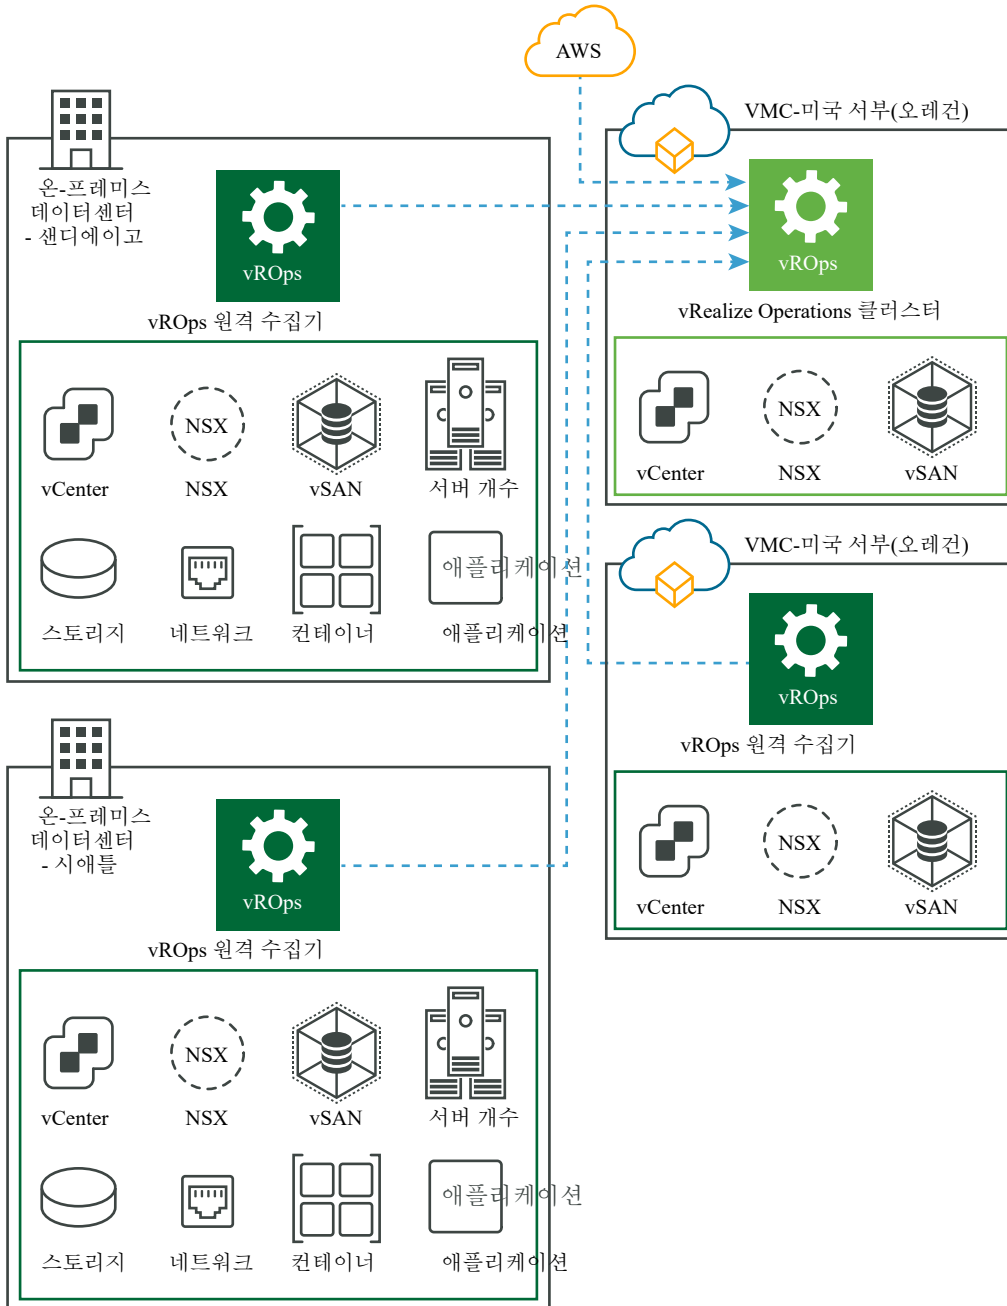 AWS
온-프레미스
데이터센터
- 샌디에이고
vROps
vROps 원격 수집기
vCenter
NSX
NSX
vSAN
서버 개수
스토리지
네트워크
컨테이너
애플리케이션
애플리케이션
VMC-미국 서부(오레건)
vROps
vRealize Operations 클러스터
vCenter
NSX
NSX
vSAN
VMC-미국 서부(오레건)
vROps
vROps 원격 수집기
vCenter
NSX
NSX
vSAN
온-프레미스
데이터센터
- 시애틀
vROps
vROps 원격 수집기
vCenter
NSX
NSX
vSAN
서버 개수
스토리지
네트워크
컨테이너
애플리케이션
애플리케이션